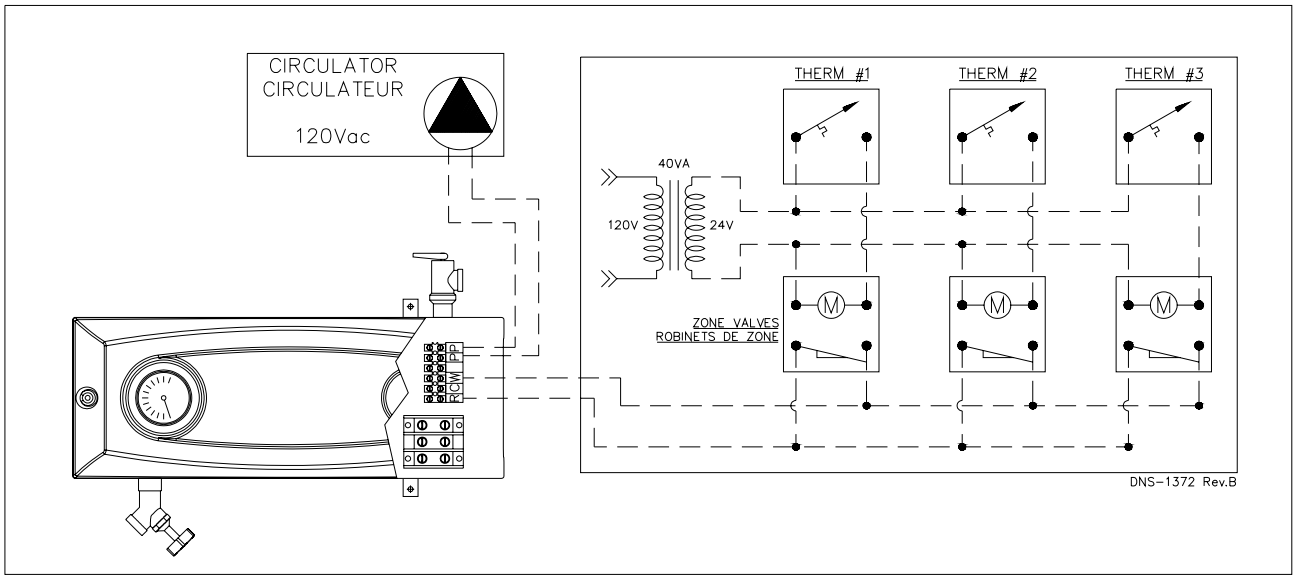 CIRCULATOR
CIRCULATEUR
120Vac
THERM #1
THERM #2
THERM #3
40VA
120V
24V
M
M
M
ZONE VALVES
ROBINETS DE ZONE
P
P
W
C
R
DNS-1372 Rev.B